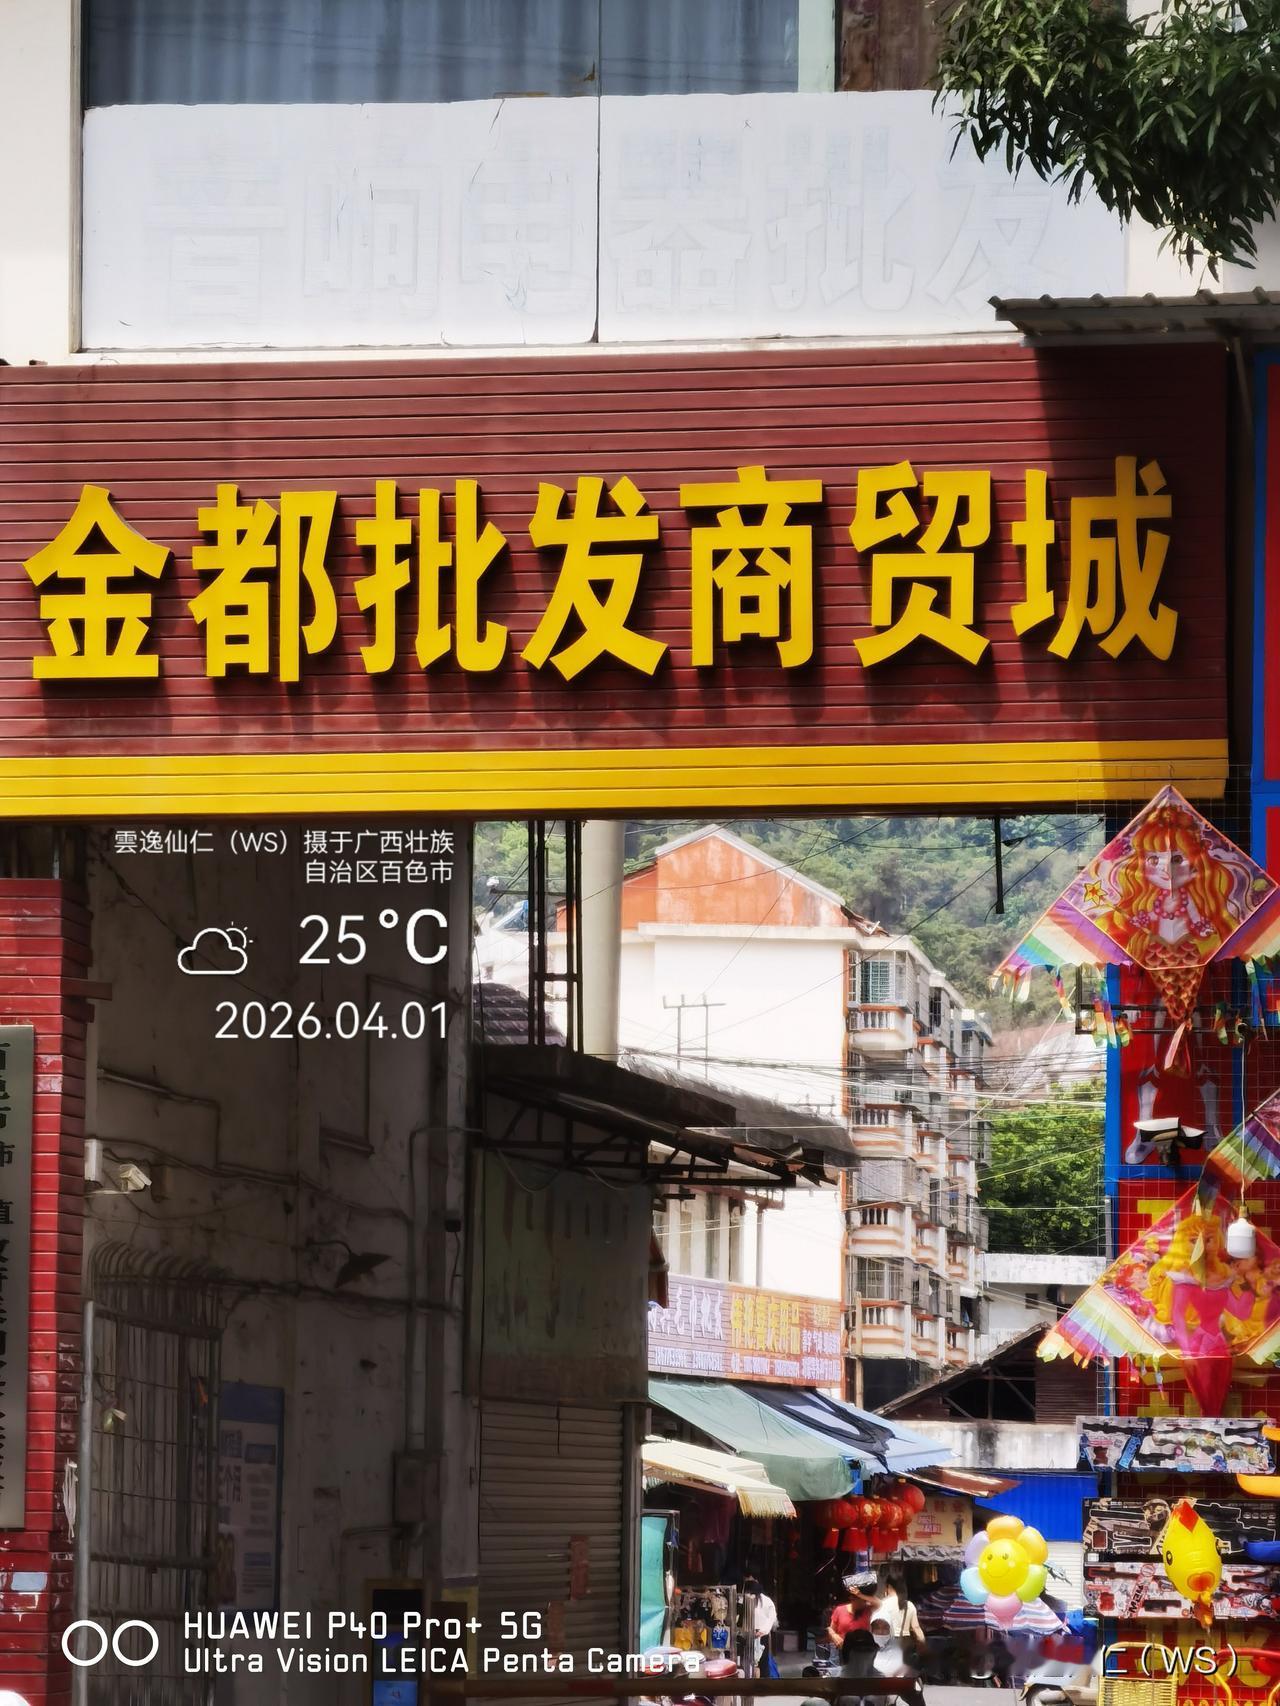 音响电器批发
金都批发商贸城
雲逸仙仁（WS）摄于广西壮族
自治区百色市
25°C
2026.04.01
HUAWEI P40 Pro+ 5G
Ultra Vision LEICA Penta Camera
仁（WS）